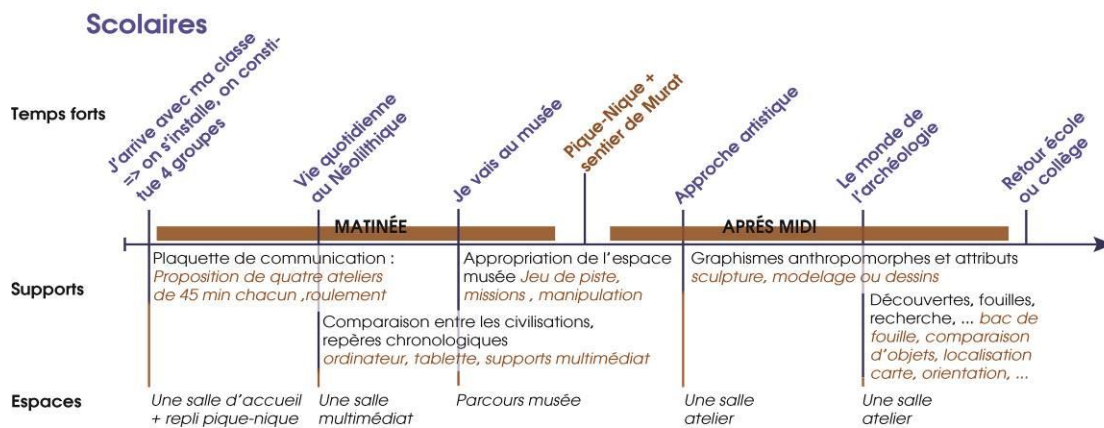 Scolaires
Temps forts
J'arrive avec ma classe
=> on s'installe, on consti-
tue 4 groupes
Vie quotidienne
au Néolilthique
Je vais au musée
Pique-Nique +
sentier de Murat
Approche artistique
Le monde de
l'archéologie
Retour école
ou collège
MATINÉE
APRÉS MIDI
Supports
Plaquette de communication :
Proposition de quatre ateliers
de 45 min chacun ,roulement
Comparaison entre les civilisations,
repères chronologiques
ordinateur, tablette, supports multimédiat
Appropriation de l'espace
musée Jeu de piste,
missions , manipulation
Graphismes anthropomorphes et attributs
sculpture, modelage ou dessins
Découvertes, fouilles,
recherche, ... bac de
fouille, comparaison
d'objets, localisation
carte, orientation, ...
Espaces
Une salle d'accueil
+ repli pique-nique
Une salle
multimédiat
Parcours musée
Une salle
atelier
Une salle
atelier